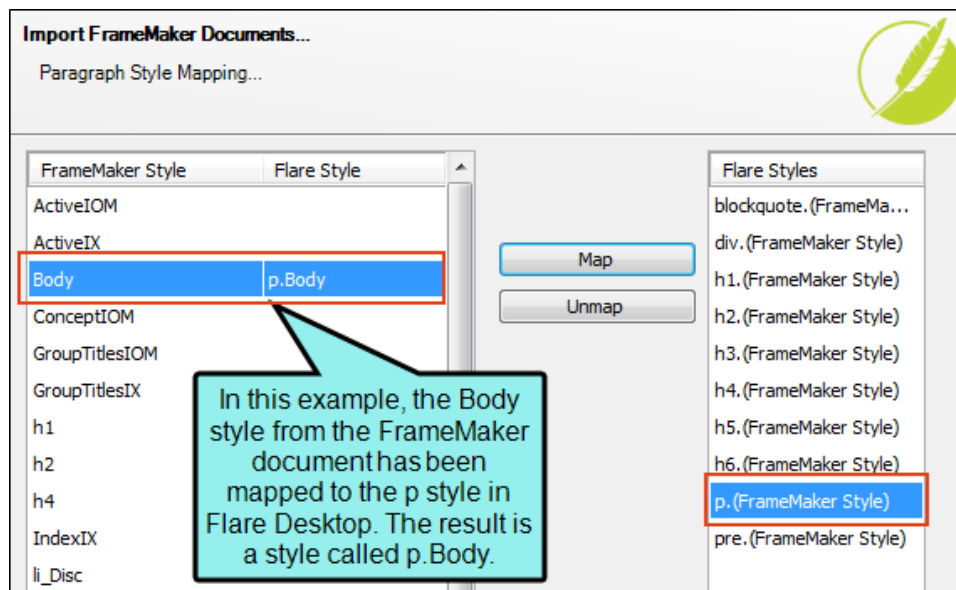 Import FrameMaker Documents...
Paragraph Style Mapping...
FrameMaker Style
Flare Style
ActiveIOM
ActiveIX
Body
p.Body
ConceptIOM
GroupTitlesIOM
GroupTitlesIX
h1
h2
h4
IndexIX
li_Disc
In this example, the Body
style from the FrameMaker
document has been
mapped to the p style in
Flare Desktop. The result is
a style called p.Body.
Map
Unmap
Flare Styles
blockquote.(FrameMa...
div.(FrameMaker Style)
h1.(FrameMaker Style)
h2.(FrameMaker Style)
h3.(FrameMaker Style)
h4.(FrameMaker Style)
h5.(FrameMaker Style)
h6.(FrameMaker Style)
p.(FrameMaker Style)
pre.(FrameMaker Style)